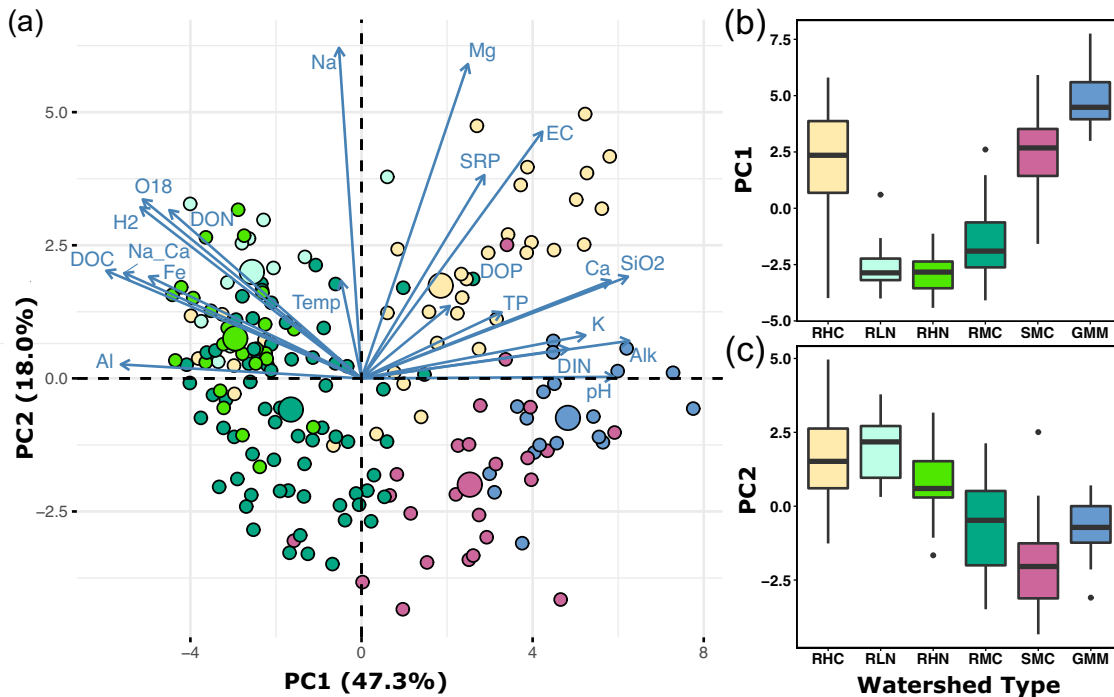 (a)
Na
Mg
EC
SRP
O18
H2
DON
DOC
Na_Ca
Fe
Temp
DOP
Ca
SiO2
TP
K
Al
DIN
Alk
pH
5.0
2.5
0.0
−2.5
−4
0
4
8
PC2 (18.0%)
PC1 (47.3%)
(b)
7.5
5.0
2.5
0.0
−2.5
−5.0
PC1
RHC RLN RHN RMC SMC GMM
(c)
5.0
2.5
0.0
−2.5
PC2
RHC RLN RHN RMC SMC GMM
Watershed Type